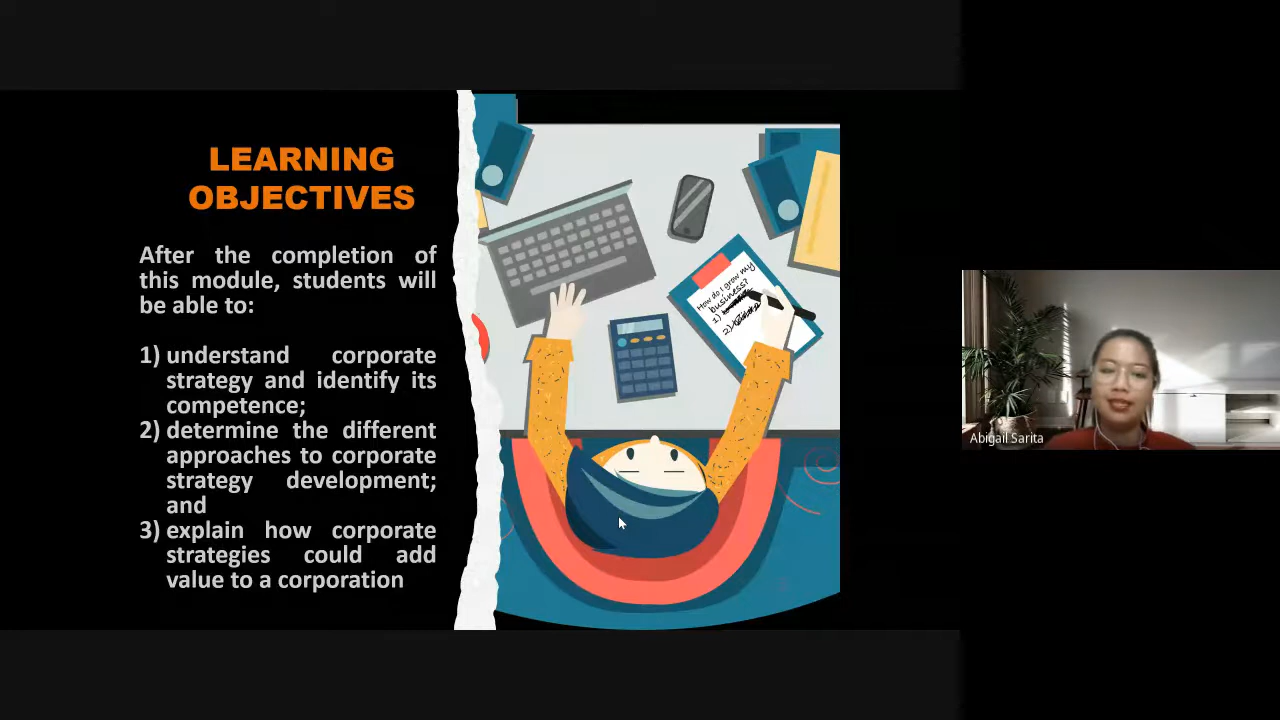 LEARNING
OBJECTIVES
After the completion of
this module, students will
be able to:
1) understand corporate
strategy and identify its
competence;
2) determine the different
approaches to corporate
strategy development;
and
3) explain how corporate
strategies could add
value to a corporation
How do I grow my
business?
1)
2)
Abigail Sarita